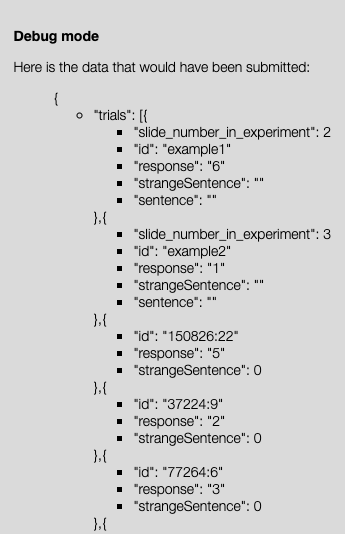 Debug mode
Here is the data that would have been submitted:
{
"trials": [{
"slide_number_in_experiment": 2
"id": "example1"
"response": "6"
"strangeSentence": ""
"sentence": ""
},{
"slide_number_in_experiment": 3
"id": "example2"
"response": "1"
"strangeSentence": ""
"sentence": ""
},{
"id": "150826:22"
"response": "5"
"strangeSentence": 0
},{
"id": "37224:9"
"response": "2"
"strangeSentence": 0
},{
"id": "77264:6"
"response": "3"
"strangeSentence": 0
},{